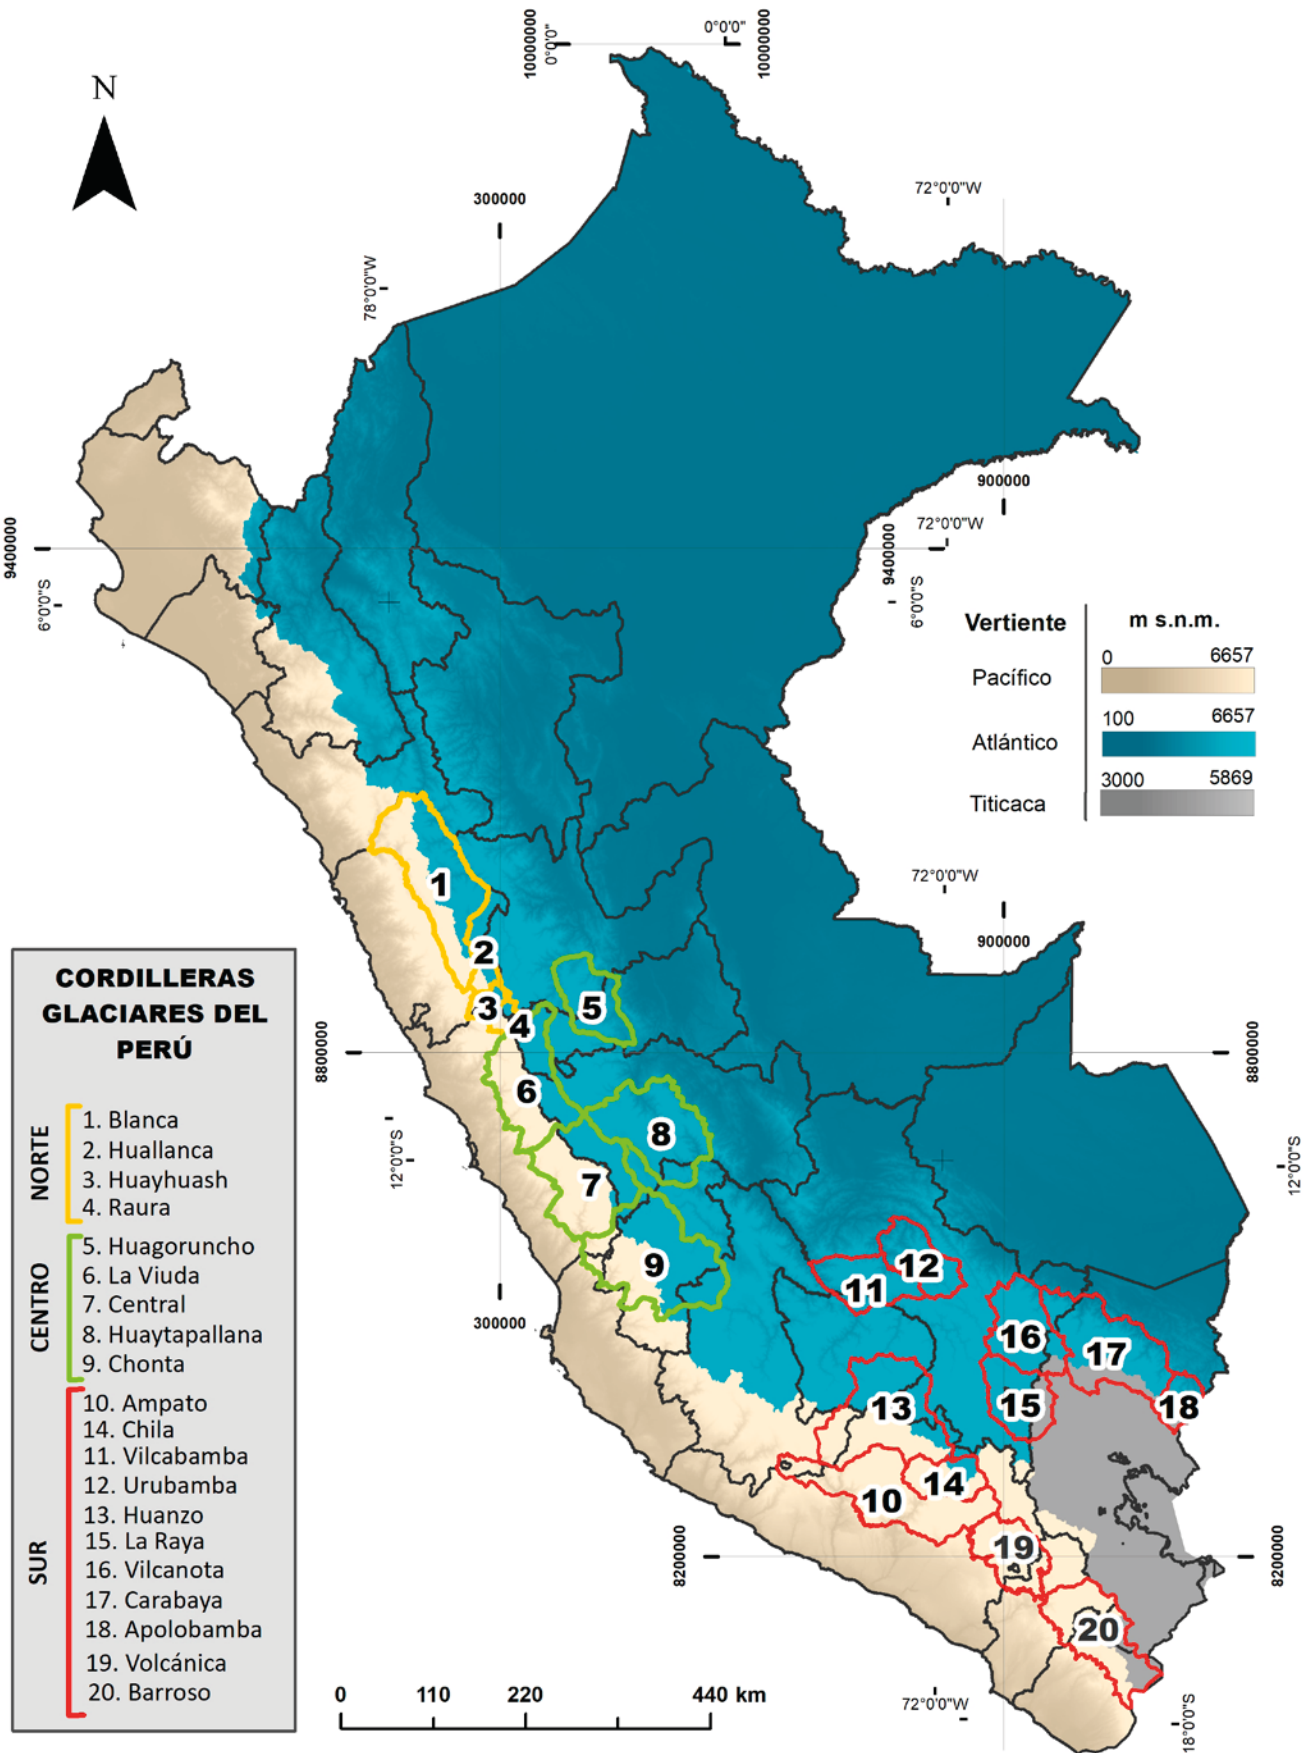 10000000
0°0'0"
0°0'0"
10000000
N
300000
72°0'0"W
78°0'0"W
900000
72°0'0"W
9400000
9400000
6°0'0"S
6°0'0"S
Vertiente
m s.n.m.
Pacífico
0 6657
Atlántico
100 6657
Titicaca
3000 5869
72°0'0"W
900000
1
2
3
4
5
6
7
8
9
8800000
8800000
12°0'0"S
12°0'0"S
300000
11
12
16
17
15
18
13
14
10
19
20
8200000
8200000
72°0'0"W
18°0'0"S
CORDILLERAS
GLACIARES DEL
PERÚ
NORTE
1. Blanca
2. Huallanca
3. Huayhuash
4. Raura
CENTRO
5. Huagoruncho
6. La Viuda
7. Central
8. Huaytapallana
9. Chonta
SUR
10. Ampato
14. Chila
11. Vilcabamba
12. Urubamba
13. Huanzo
15. La Raya
16. Vilcanota
17. Carabaya
18. Apolobamba
19. Volcánica
20. Barroso
0 110 220 440 km